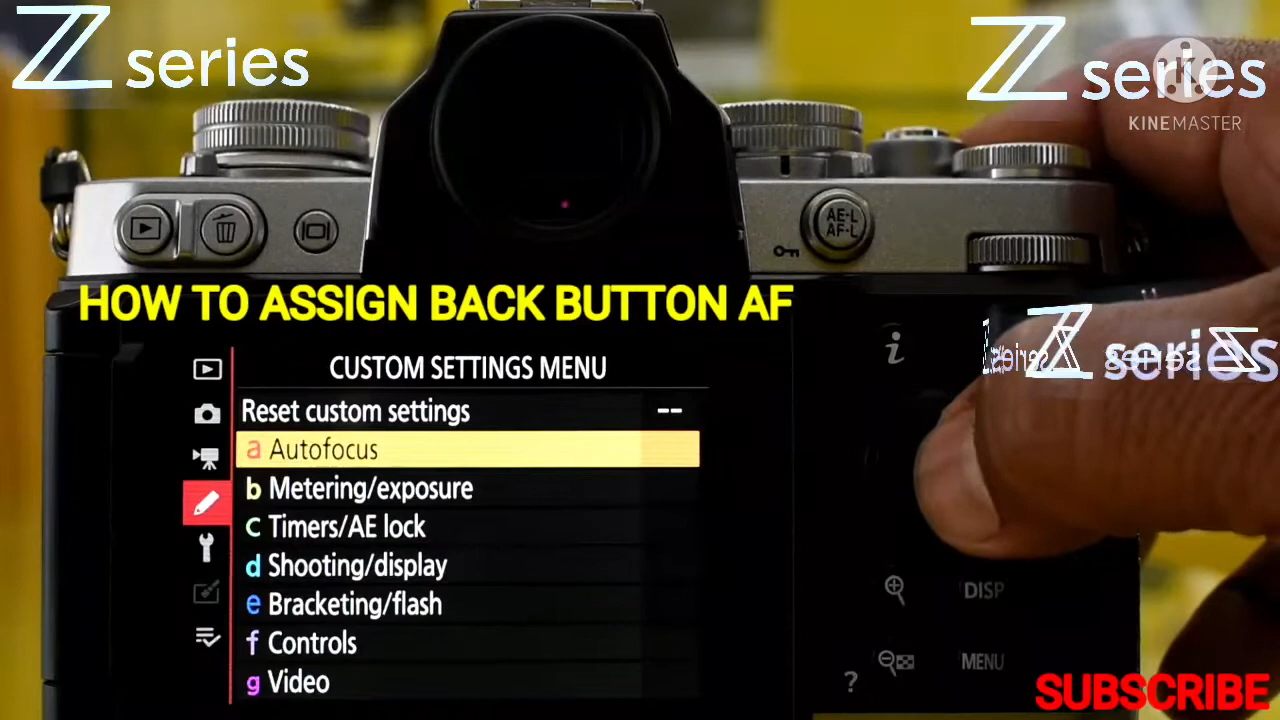 Z series
Z series
KINEMASTER
AE-L
AF-L
HOW TO ASSIGN BACK BUTTON AF
i
Z series
CUSTOM SETTINGS MENU
Reset custom settings --
a Autofocus
b Metering/exposure
c Timers/AE lock
d Shooting/display
e Bracketing/flash
f Controls
g Video
DISP
MENU
?
SUBSCRIBE